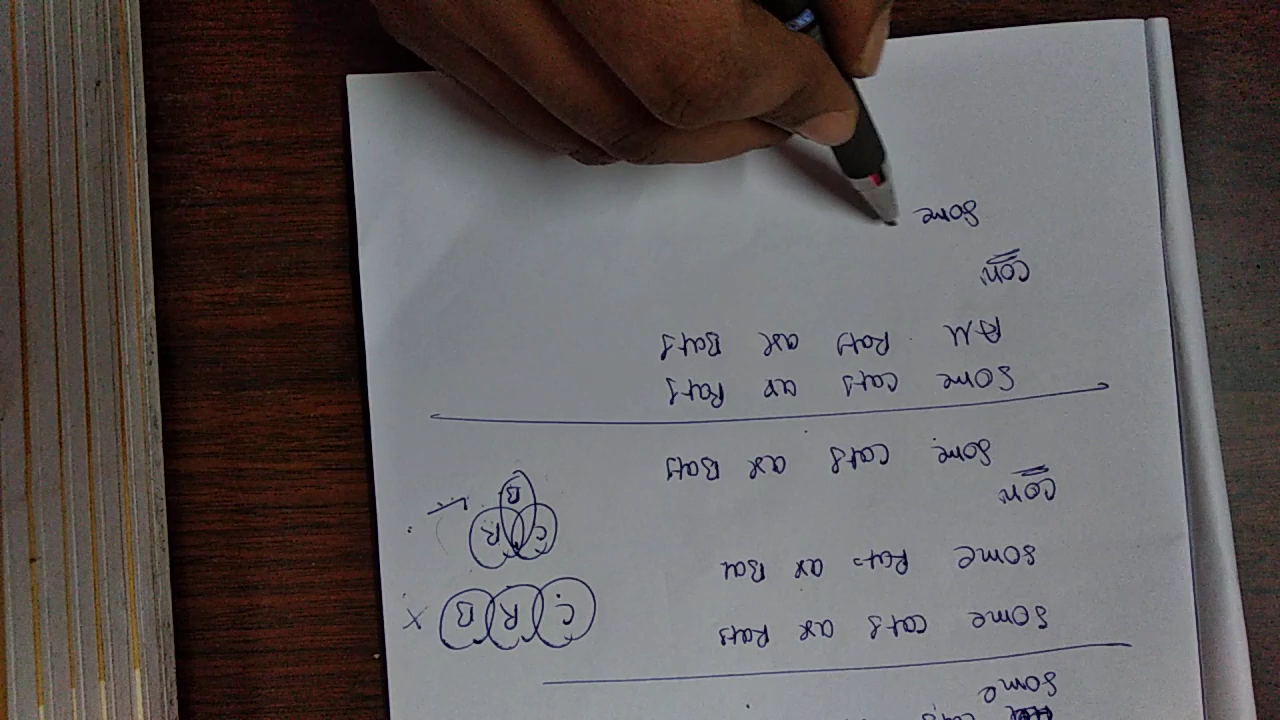 some
some cats are Rats
some Rats are Bat
con
some cats are Bats
C R B X
R C B
some cats are Rats
All Rats are Bats
con
some